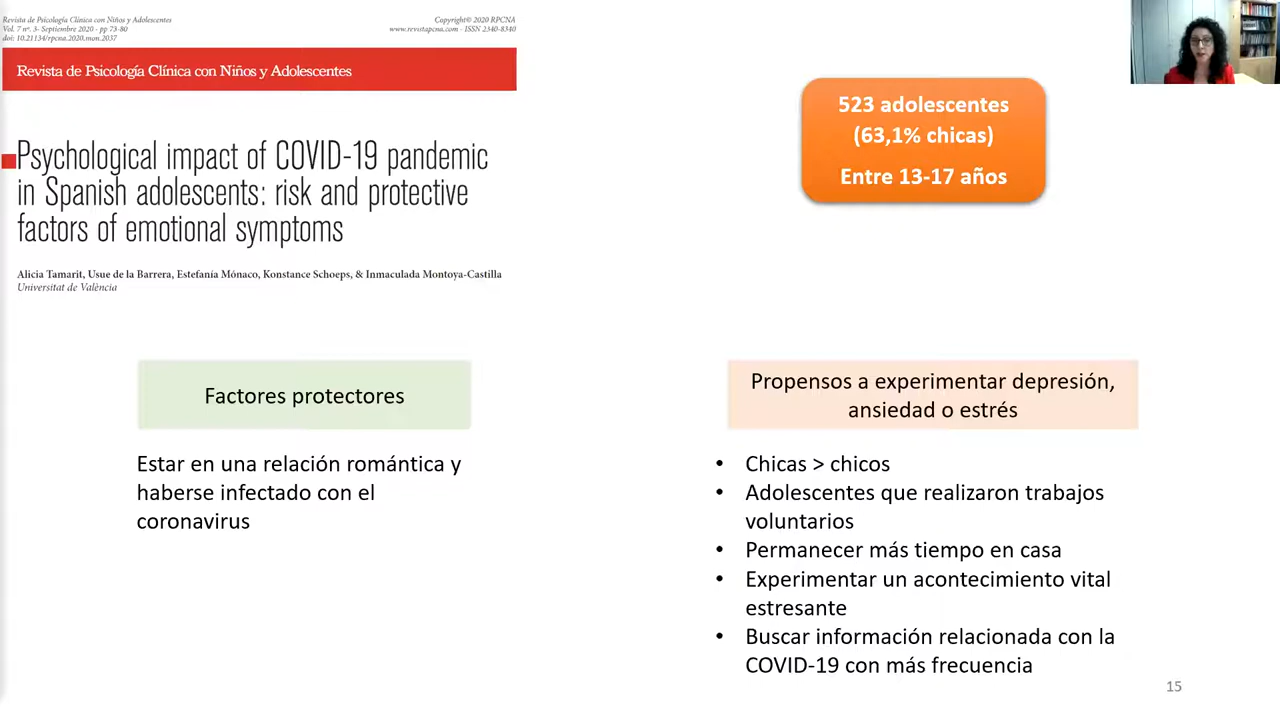 Revista de Psicología Clínica con Niños y Adolescentes
Vol. 7 nº. 3- Septiembre 2020 - pp 73-80
doi: 10.21134/rpcna.2020.mon.2037
Copyright© 2020 RPCNA
www.revistapcna.com - ISSN 2340-8340
Revista de Psicología Clínica con Niños y Adolescentes
Psychological impact of COVID-19 pandemic
in Spanish adolescents: risk and protective
factors of emotional symptoms
Alicia Tamarit, Usue de la Barrera, Estefanía Mónaco, Konstance Schoeps, & Inmaculada Montoya-Castilla
Universitat de València
523 adolescentes
(63,1% chicas)
Entre 13-17 años
Factores protectores
Estar en una relación romántica y
haberse infectado con el
coronavirus
Propensos a experimentar depresión,
ansiedad o estrés
• Chicas > chicos
• Adolescentes que realizaron trabajos
voluntarios
• Permanecer más tiempo en casa
• Experimentar un acontecimiento vital
estresante
• Buscar información relacionada con la
COVID-19 con más frecuencia
15